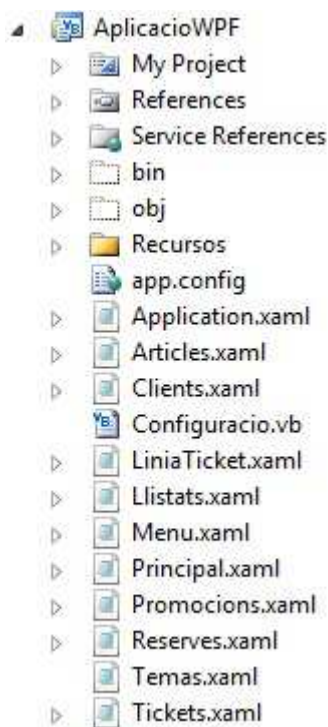 AplicacioWPF
My Project
References
Service References
bin
obj
Recursos
app.config
Application.xaml
Articles.xaml
Clients.xaml
Configuracio.vb
LiniaTicket.xaml
Llistats.xaml
Menu.xaml
Principal.xaml
Promocions.xaml
Reserves.xaml
Temas.xaml
Tickets.xaml